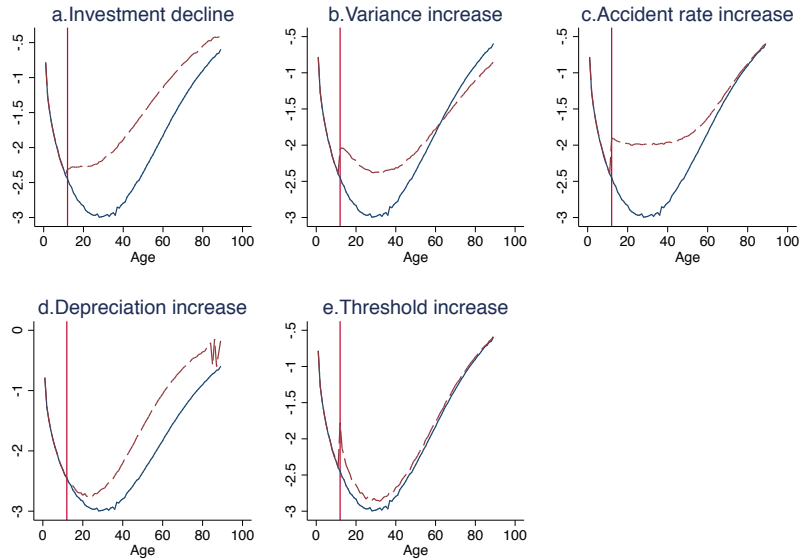 a.Investment decline
-.5
-1
-1.5
-2
-2.5
-3
0 20 40 60 80 100
Age
b.Variance increase
-.5
-1
-1.5
-2
-2.5
-3
0 20 40 60 80 100
Age
c.Accident rate increase
-.5
-1
-1.5
-2
-2.5
-3
0 20 40 60 80 100
Age
d.Depreciation increase
0
-1
-2
-3
0 20 40 60 80 100
Age
e.Threshold increase
-.5
-1
-1.5
-2
-2.5
-3
0 20 40 60 80 100
Age